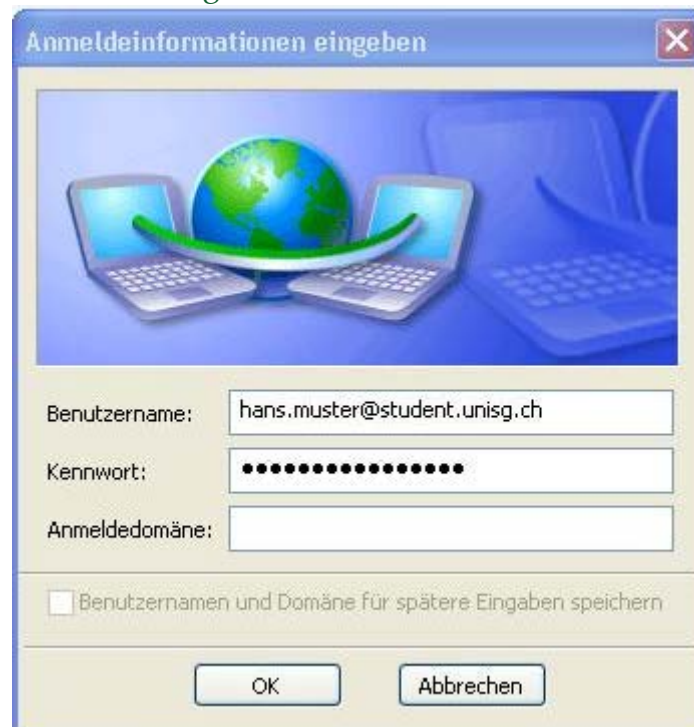 Anmeldeinformationen eingeben
Benutzername: hans.muster@student.unisg.ch
Kennwort: ●●●●●●●●●●●●●●●●
Anmeldedomäne:
Benutzernamen und Domäne für spätere Eingaben speichern
OK Abbrechen